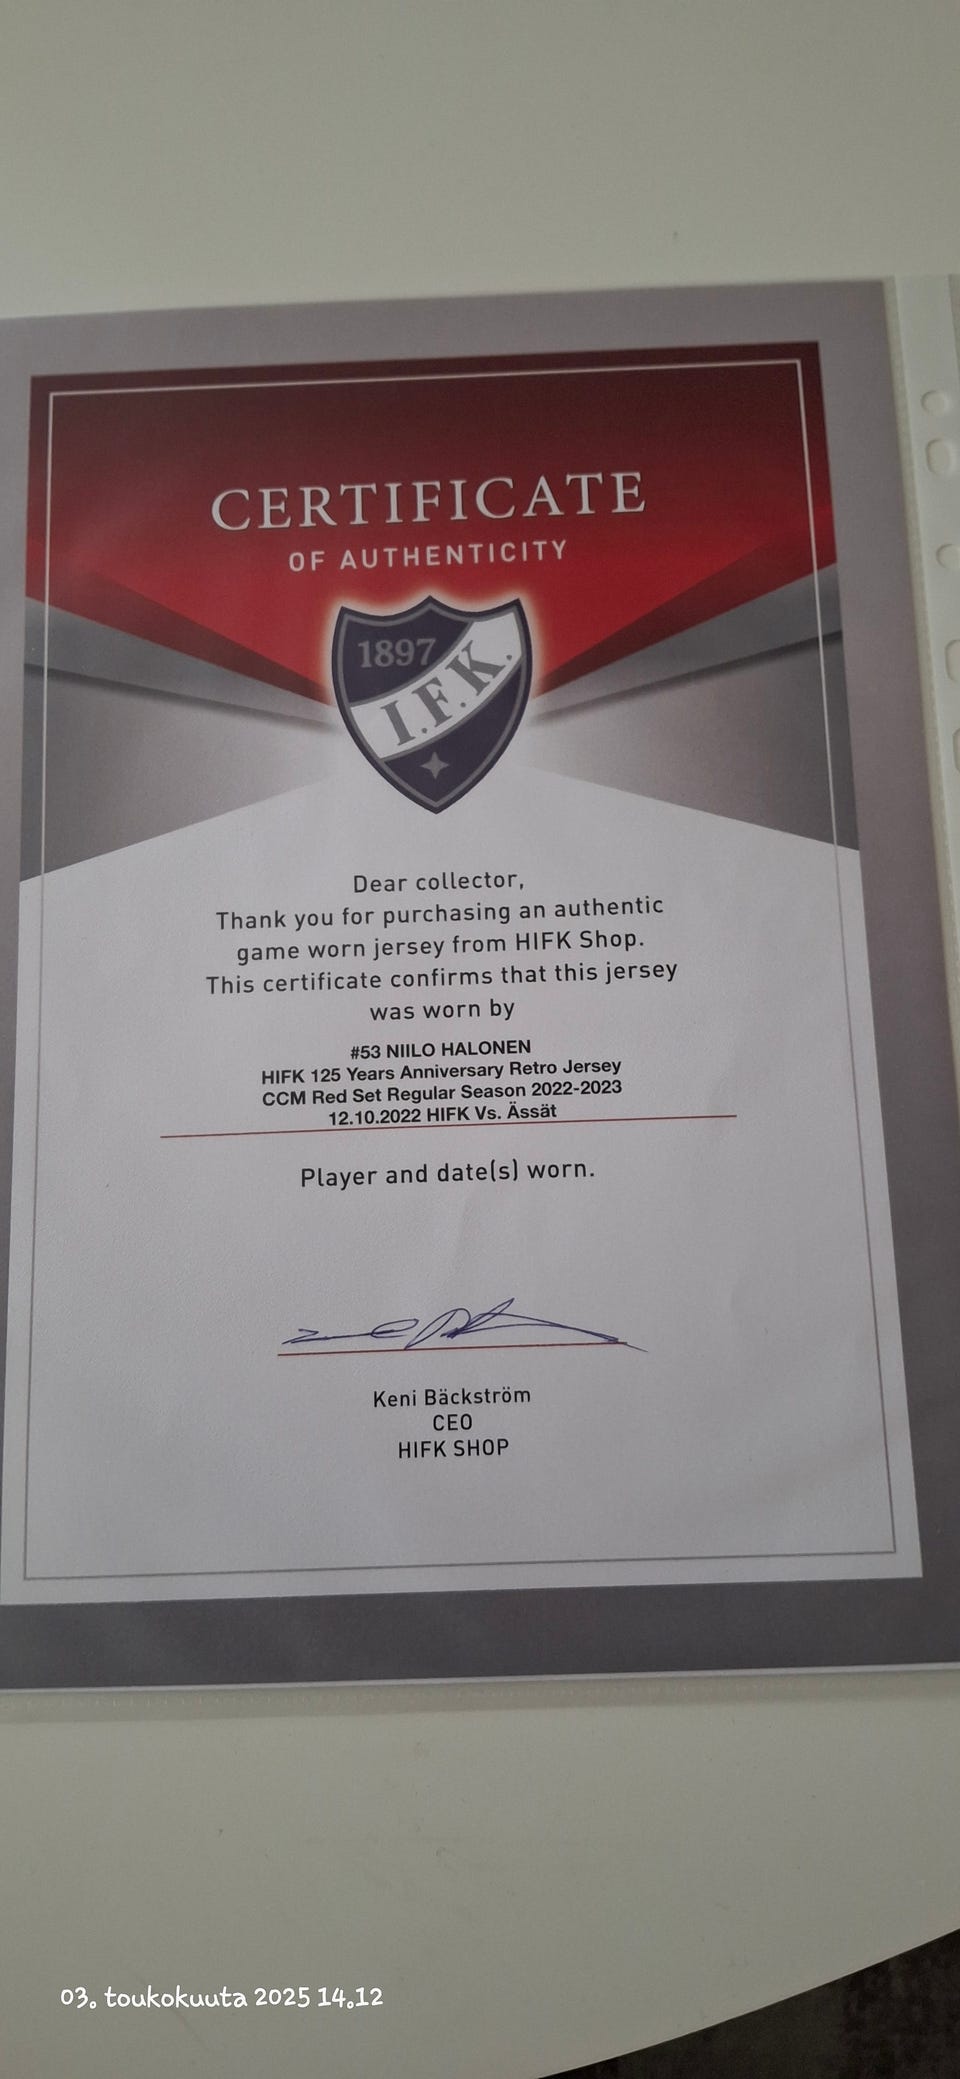 CERTIFICATE
OF AUTHENTICITY
1897
I.F.K.
Dear collector,
Thank you for purchasing an authentic
game worn jersey from HIFK Shop.
This certificate confirms that this jersey
was worn by
#53 NIILO HALONEN
HIFK 125 Years Anniversary Retro Jersey
CCM Red Set Regular Season 2022-2023
12.10.2022 HIFK Vs. Ässät
Player and date(s) worn.
Keni Bäckström
CEO
HIFK SHOP
03. toukokuuta 2025 14.12